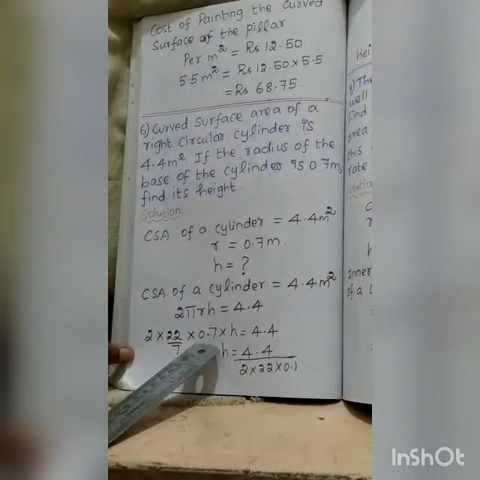 Cost of Painting the Curved
Surface of the Pillar
Per m² = Rs 12.50
5.5 m² = Rs 12.50 × 5.5
= Rs 68.75.
6) Curved surface area of a
right circular cylinder is
4.4m². If the radius of the
base of the cylinder is 0.7m,
find its height.
Solution
CSA of a cylinder = 4.4m²
r = 0.7m.
h = ?
CSA of a cylinder = 4.4m²
2πrh = 4.4
2 × 22/7 × 0.7 × h = 4.4
h = 4.4/2×22×0.1
Hei
7) The
well
find
area
this
rate
Inner
of a
InShOt